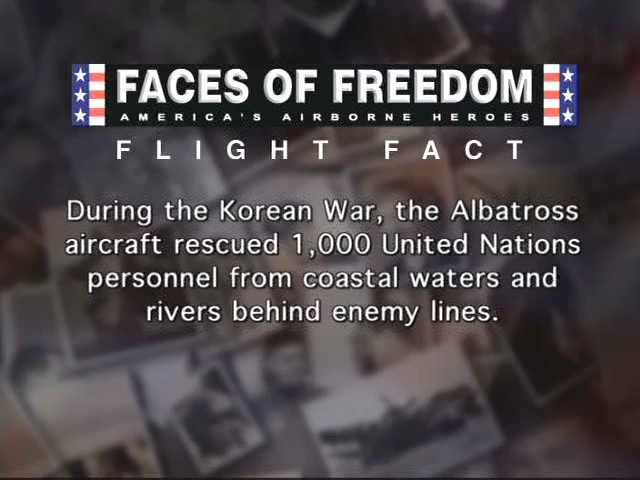 FACES OF FREEDOM
AMERICA'S AIRBORNE HEROES
FLIGHT FACT
During the Korean War, the Albatross
aircraft rescued 1,000 United Nations
personnel from coastal waters and
rivers behind enemy lines.